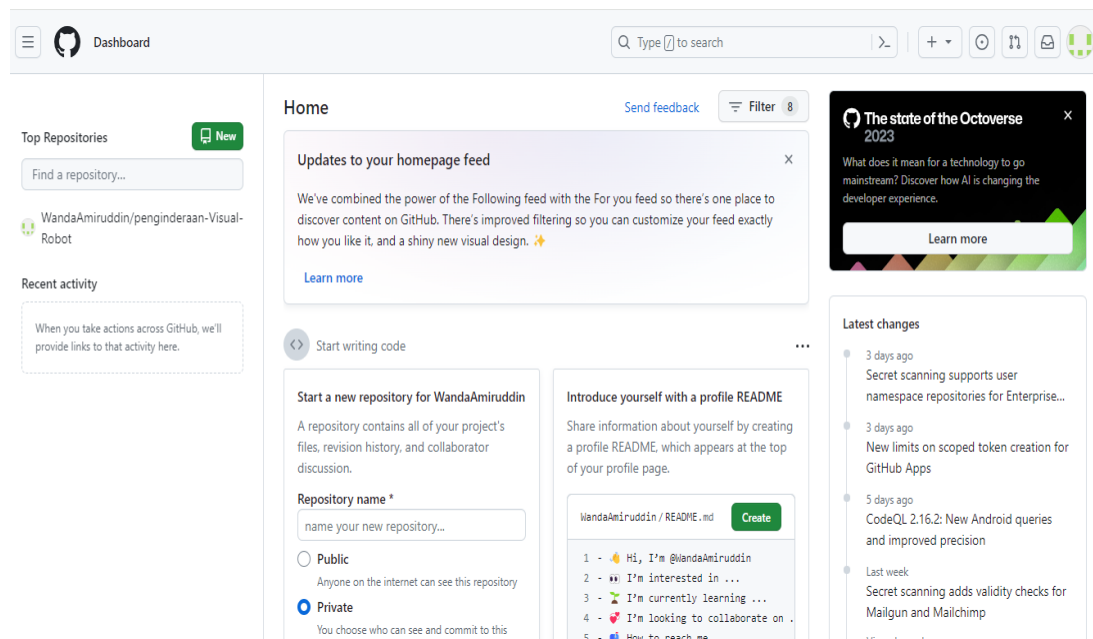 Dashboard
Type / to search
Top Repositories
New
Find a repository...
WandaAmiruddin/penginderaan-Visual-
Robot
Recent activity
When you take actions across GitHub, we'll
provide links to that activity here.
Home
Send feedback
Filter 8
Updates to your homepage feed
We've combined the power of the Following feed with the For you feed so there's one place to
discover content on GitHub. There's improved filtering so you can customize your feed exactly
how you like it, and a shiny new visual design. ✨
Learn more
Start writing code
Start a new repository for WandaAmiruddin
A repository contains all of your project's
files, revision history, and collaborator
discussion.
Repository name *
name your new repository...
Public
Anyone on the internet can see this repository
Private
You choose who can see and commit to this
Introduce yourself with a profile README
Share information about yourself by creating
a profile README, which appears at the top
of your profile page.
WandaAmiruddin / README.md
Create
1 - 👋 Hi, I'm @WandaAmiruddin
2 - 👀 I'm interested in ...
3 - 🌱 I'm currently learning ...
4 - 💞️ I'm looking to collaborate on .
5 - 📫 How to reach me
The state of the Octoverse
2023
What does it mean for a technology to go
mainstream? Discover how AI is changing the
developer experience.
Learn more
Latest changes
3 days ago
Secret scanning supports user
namespace repositories for Enterprise...
3 days ago
New limits on scoped token creation for
GitHub Apps
5 days ago
CodeQL 2.16.2: New Android queries
and improved precision
Last week
Secret scanning adds validity checks for
Mailgun and Mailchimp